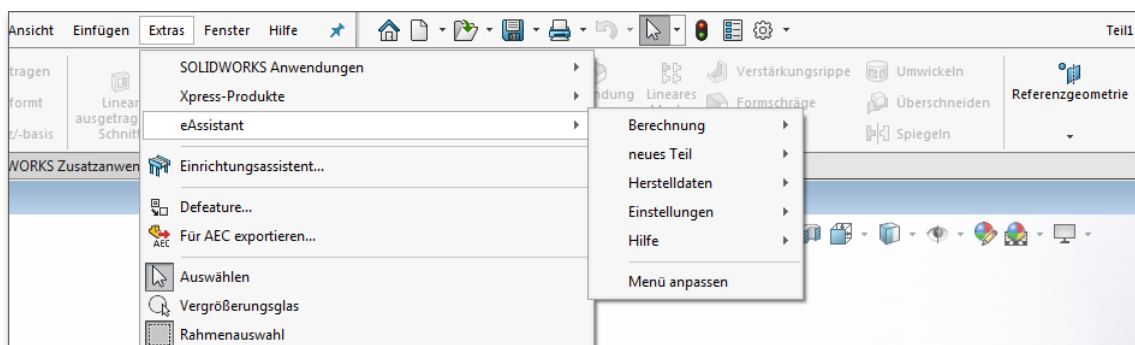 Ansicht Einfügen Extras Fenster Hilfe Teil1
SOLIDWORKS Anwendungen
Xpress-Produkte
eAssistant
Einrichtungsassistent...
Defeature...
Für AEC exportieren...
AEC
Auswählen
Vergrößerungsglas
Rahmenauswahl
Berechnung
neues Teil
Herstelldaten
Einstellungen
Hilfe
Menü anpassen
tragen
formt
z/-basis
Linear
ausgetrag
Schnitt
WORKS Zusatzanwen
ndung
Lineares
Verstärkungsrippe
Formschräge
Umwickeln
Überschneiden
Spiegeln
Referenzgeometrie